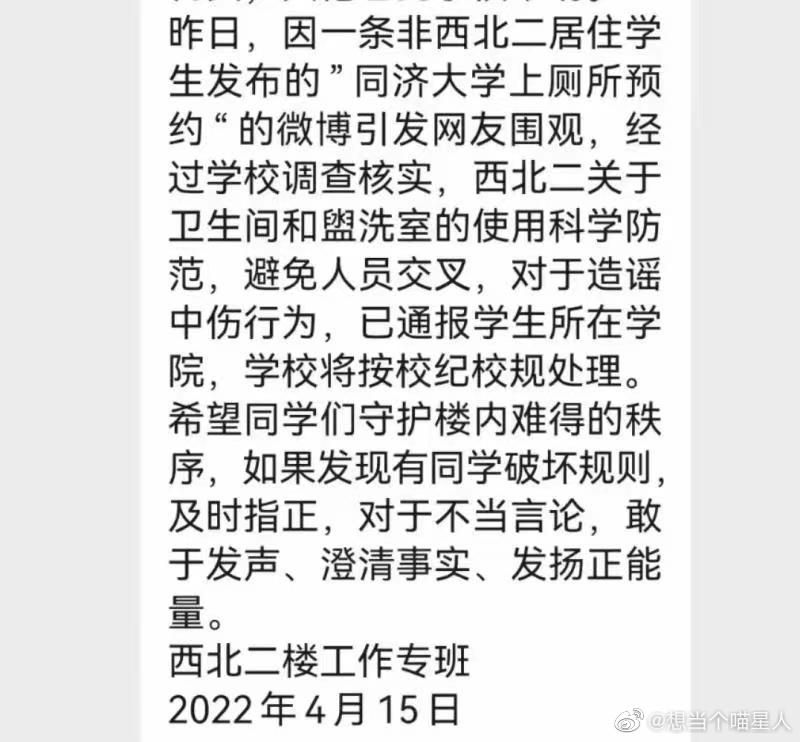 昨日，因一条非西北二居住学
生发布的”同济大学上厕所预
约“的微博引发网友围观，经
过学校调查核实，西北二关于
卫生间和盥洗室的使用科学防
范，避免人员交叉，对于造谣
中伤行为，已通报学生所在学
院，学校将按校纪校规处理。
希望同学们守护楼内难得的秩
序，如果发现有同学破坏规则，
及时指正，对于不当言论，敢
于发声、澄清事实、发扬正能
量。
西北二楼工作专班
2022年4月15日
@想当个喵星人